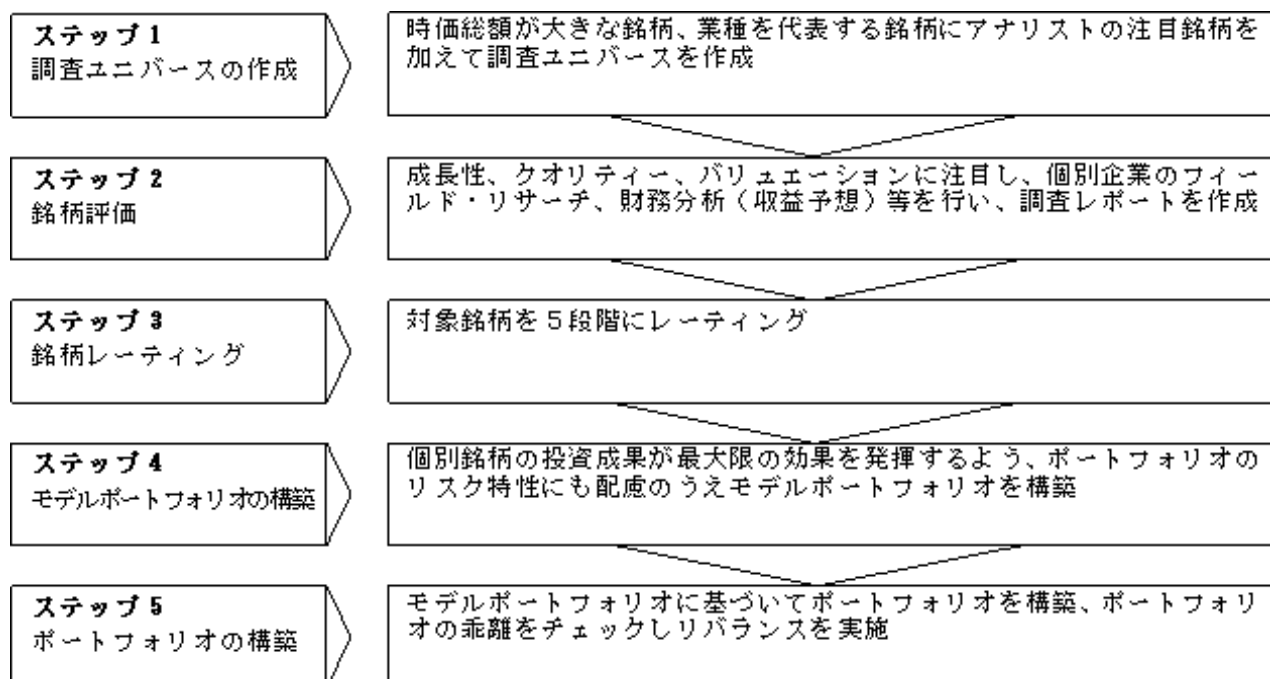 ステップ1
調査ユニバースの作成
時価総額が大きな銘柄、業種を代表する銘柄にアナリストの注目銘柄を
加えて調査ユニバースを作成
ステップ2
銘柄評価
成長性、クオリティー、バリュエーションに注目し、個別企業のフィー
ルド・リサーチ、財務分析(収益予想)等を行い、調査レポートを作成
ステップ3
銘柄レーティング
対象銘柄を5段階にレーティング
ステップ4
モデルポートフォリオの構築
個別銘柄の投資成果が最大限の効果を発揮するよう、ポートフォリオの
リスク特性にも配慮のうえモデルポートフォリオを構築
ステップ5
ポートフォリオの構築
モデルポートフォリオに基づいてポートフォリオを構築、ポートフォリ
オの乖離をチェックしリバランスを実施